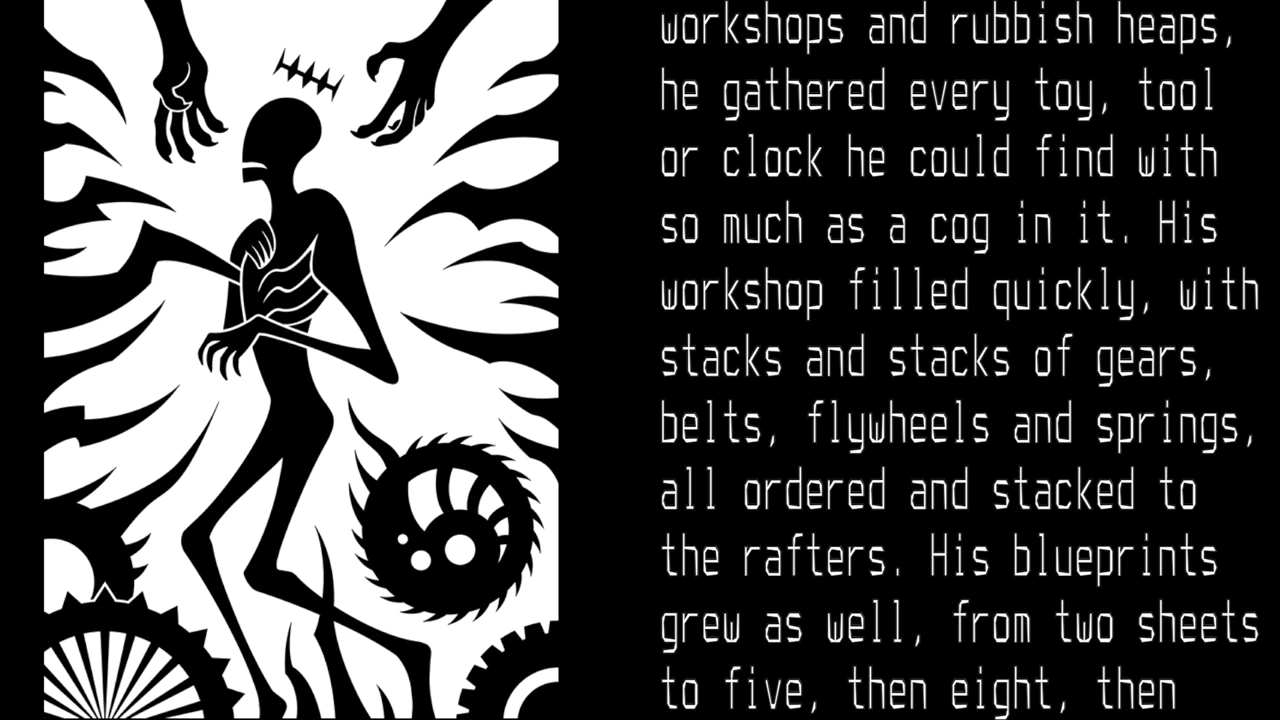 workshops and rubbish heaps,
he gathered every toy, tool
or clock he could find with
so much as a cog in it. His
workshop filled quickly, with
stacks and stacks of gears,
belts, flywheels and springs,
all ordered and stacked to
the rafters. His blueprints
grew as well, from two sheets
to five, then eight, then